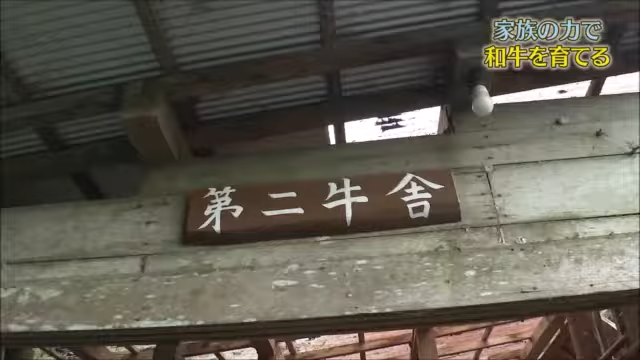 家族の力で
和牛を育てる
第二牛舎